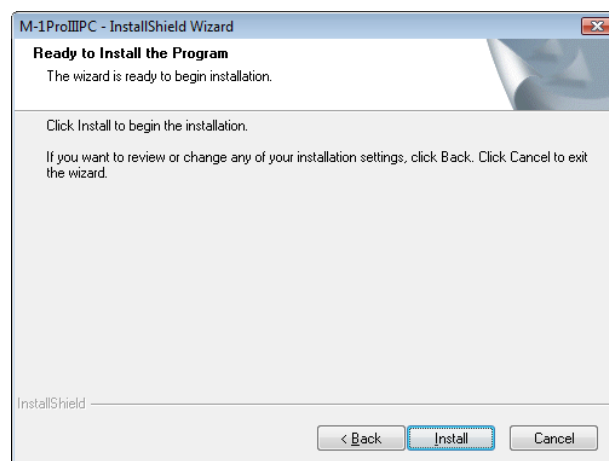 M-1ProⅢPC - InstallShield Wizard
Ready to Install the Program
The wizard is ready to begin installation.
Click Install to begin the installation.
If you want to review or change any of your installation settings, click Back. Click Cancel to exit
the wizard.
InstallShield
< Back Install Cancel